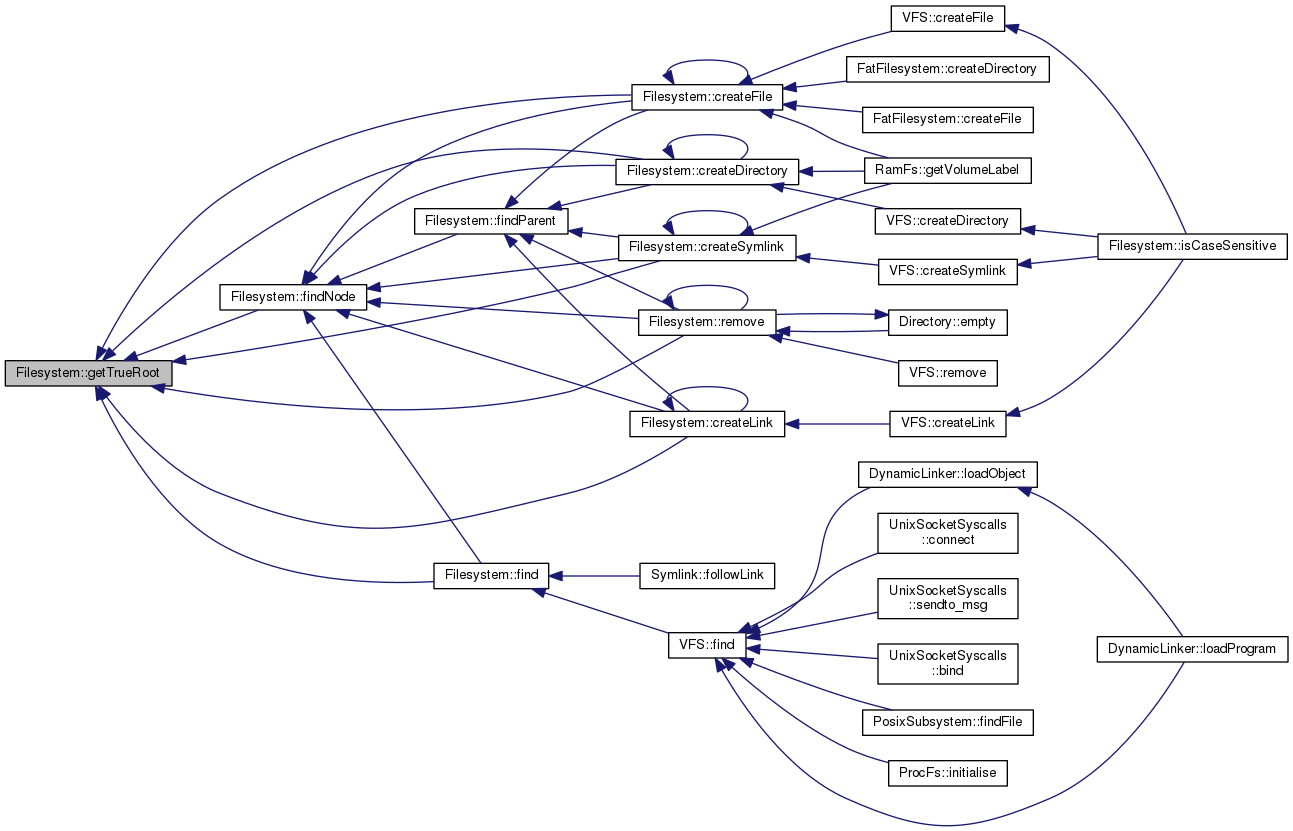 VFS::createFile
FatFilesystem::createDirectory
Filesystem::createFile
FatFilesystem::createFile
Filesystem::createDirectory
RamFs::getVolumeLabel
Filesystem::findParent
VFS::createDirectory
Filesystem::createSymlink
Filesystem::isCaseSensitive
VFS::createSymlink
Filesystem::findNode
Filesystem::remove
Directory::empty
Filesystem::getTrueRoot
VFS::remove
Filesystem::createLink
VFS::createLink
DynamicLinker::loadObject
UnixSocketSyscalls
::connect
Filesystem::find
Symlink::followLink
UnixSocketSyscalls
::sendto_msg
VFS::find
DynamicLinker::loadProgram
UnixSocketSyscalls
::bind
PosixSubsystem::findFile
ProcFs::initialise